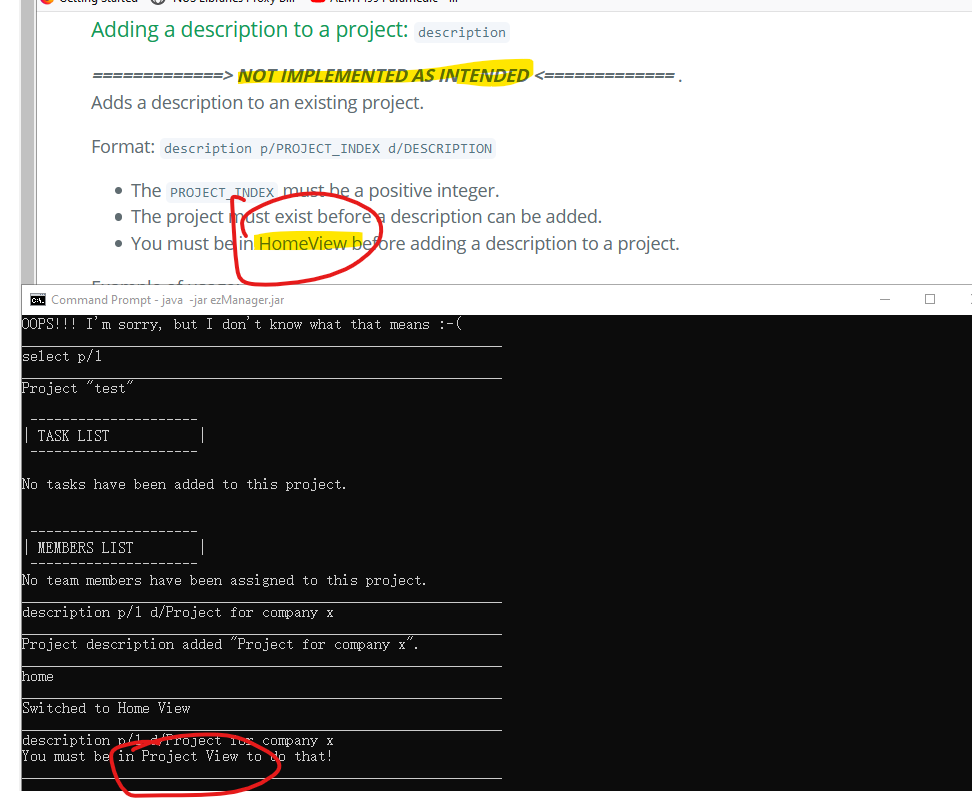 Getting Started
NUS Libraries Proxy Bi...
Adding a description to a project: description
=============> NOT IMPLEMENTED AS INTENDED <============= .
Adds a description to an existing project.
Format: description p/PROJECT_INDEX d/DESCRIPTION
The PROJECT_INDEX must be a positive integer.
The project must exist before a description can be added.
You must be in HomeView before adding a description to a project.
Command Prompt - java -jar ezManager.jar
OOPS!!! I'm sorry, but I don't know what that means :-(
select p/1
Project "test"
TASK LIST
No tasks have been added to this project.
MEMBERS LIST
No team members have been assigned to this project.
description p/1 d/Project for company x
Project description added "Project for company x".
home
Switched to Home View
description p/1 d/Project for company x
You must be in Project View to do that!